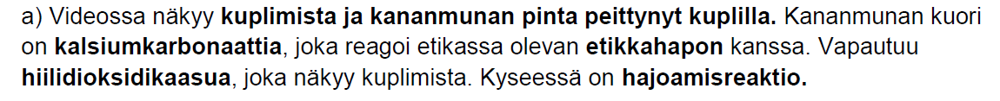 a) Videossa näkyy kuplimista ja kananmunan pinta peittynyt kuplilla. Kananmunan kuori
on kalsiumkarbonaattia, joka reagoi etikassa olevan etikkahapon kanssa. Vapautuu
hiilidioksidikaasua, joka näkyy kuplimista. Kyseessä on hajoamisreaktio.